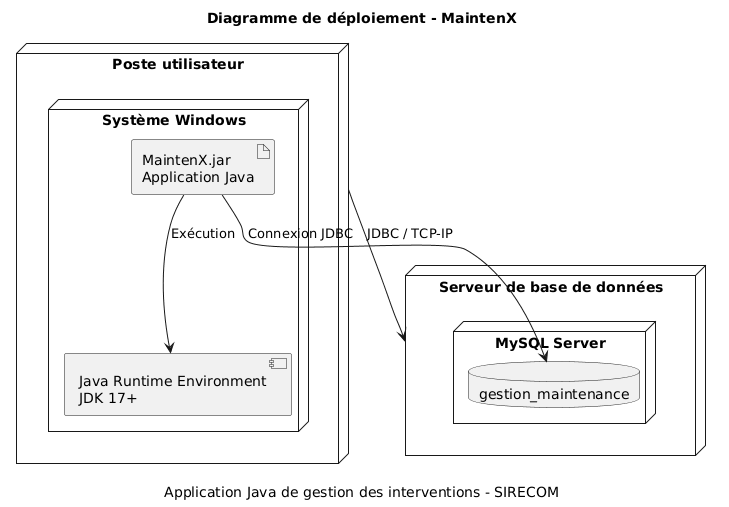 Diagramme de déploiement - MaintenX
Poste utilisateur
Système Windows
MaintenX.jar
Application Java
Exécution
Connexion JDBC
JDBC / TCP-IP
Java Runtime Environment
JDK 17+
Serveur de base de données
MySQL Server
gestion_maintenance
Application Java de gestion des interventions - SIRECOM